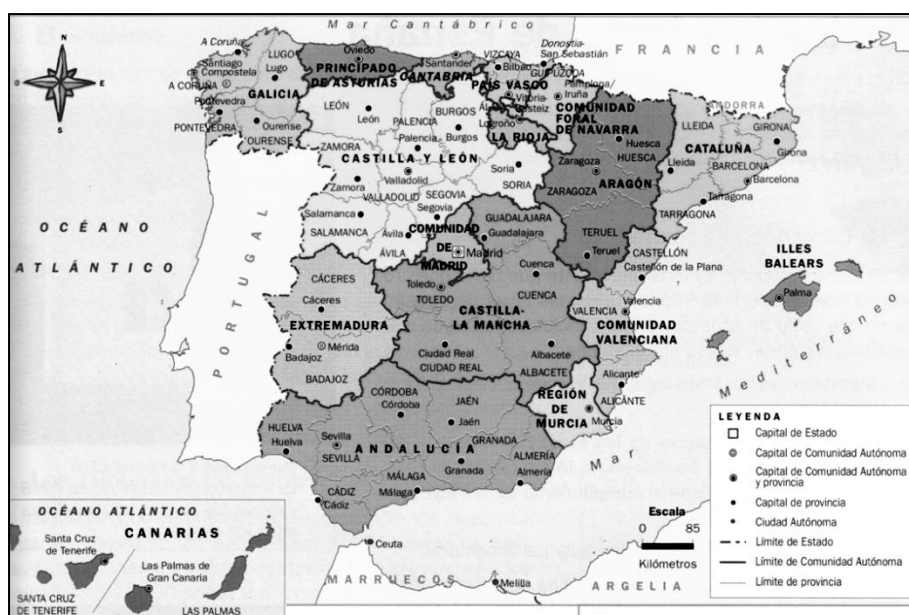 Mar Cantábrico
FRANCIA
ANDORRA
OCÉANO
ATLÁNTICO
PORTUGAL
A Coruña
Santiago
de Compostela
A CORUÑA
LUGO
Lugo
GALICIA
Pontevedra
PONTEVEDRA
Ourense
OURENSE
Oviedo
PRINCIPADO
DE ASTURIAS
Santander
CANTABRIA
VIZCAYA
Bilbao
Donostia-
San Sebastián
GUIPÚZCOA
PAÍS VASCO
Vitoria-
Gasteiz
Pamplona/
Iruña
COMUNIDAD
FORAL
DE NAVARRA
Logroño
LA RIOJA
LEÓN
León
PALENCIA
Palencia
BURGOS
Burgos
ZAMORA
Zamora
CASTILLA Y LEÓN
Valladolid
VALLADOLID
Soria
SORIA
SEGOVIA
Segovia
Salamanca
SALAMANCA
Ávila
ÁVILA
COMUNIDAD
DE
MADRID
Madrid
Huesca
HUESCA
Zaragoza
ZARAGOZA
ARAGÓN
TERUEL
Teruel
LLEIDA
Lleida
CATALUÑA
GIRONA
Girona
BARCELONA
Barcelona
Tarragona
TARRAGONA
GUADALAJARA
Guadalajara
Cuenca
CUENCA
Toledo
TOLEDO
CASTILLA-
LA MANCHA
Ciudad Real
CIUDAD REAL
Albacete
ALBACETE
CÁCERES
Cáceres
EXTREMADURA
Badajoz
Mérida
BADAJOZ
CASTELLÓN
Castellón de la Plana
Valencia
VALENCIA
COMUNIDAD
VALENCIANA
Alicante
ALICANTE
ILLES
BALEARS
Palma
Mar Mediterráneo
REGIÓN
DE
MURCIA
Murcia
CÓRDOBA
Córdoba
JAÉN
Jaén
HUELVA
Huelva
Sevilla
SEVILLA
ANDALUCÍA
GRANADA
Granada
ALMERÍA
Almería
MÁLAGA
Málaga
CÁDIZ
Cádiz
Ceuta
Melilla
MARRUECOS
ARGELIA
OCÉANO ATLÁNTICO
CANARIAS
Santa Cruz
de Tenerife
Las Palmas de
Gran Canaria
SANTA CRUZ
DE TENERIFE
LAS PALMAS
Escala
0 85
Kilómetros
LEYENDA
Capital de Estado
Capital de Comunidad Autónoma
Capital de Comunidad Autónoma
y provincia
Capital de provincia
Ciudad Autónoma
Límite de Estado
Límite de Comunidad Autónoma
Límite de provincia